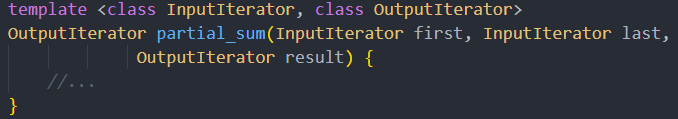 template <class InputIterator, class OutputIterator>
OutputIterator partial_sum(InputIterator first, InputIterator last,
OutputIterator result) {
//...
}